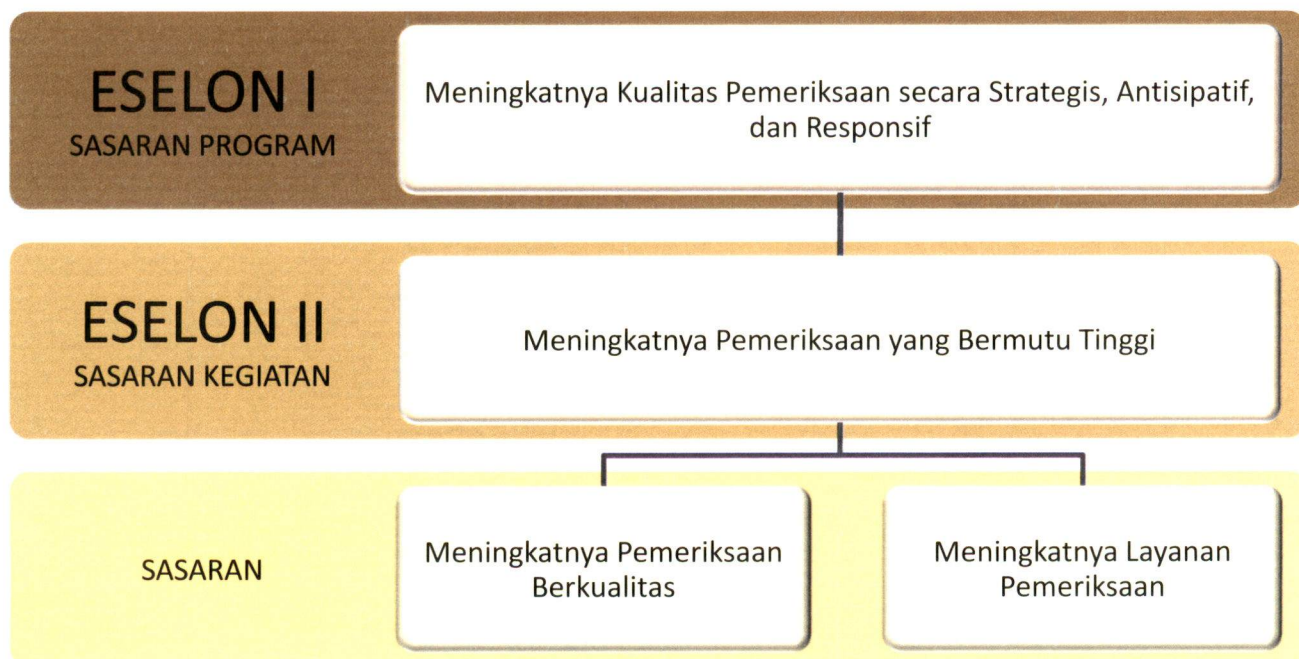 ESELON I
SASARAN PROGRAM
Meningkatnya Kualitas Pemeriksaan secara Strategis, Antisipatif,
dan Responsif
ESELON II
SASARAN KEGIATAN
Meningkatnya Pemeriksaan yang Bermutu Tinggi
SASARAN
Meningkatnya Pemeriksaan
Berkualitas
Meningkatnya Layanan
Pemeriksaan